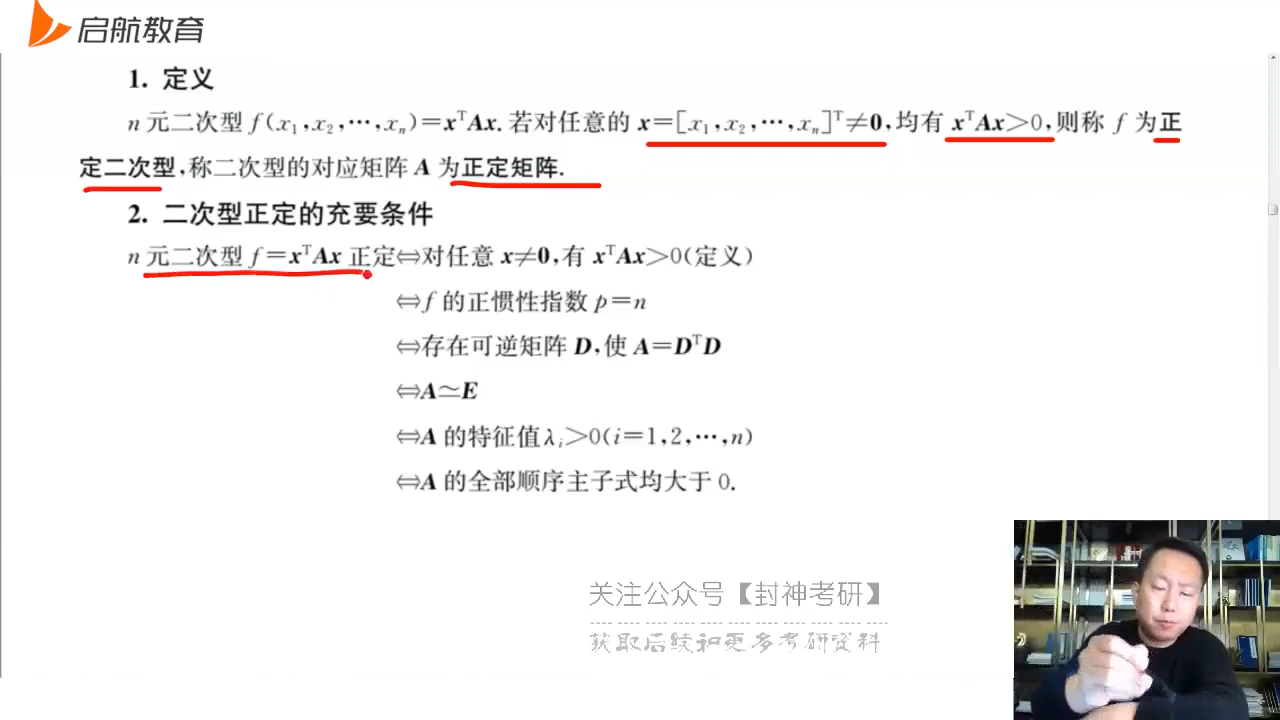 启航教育
1. 定义
n 元二次型 f(x₁,x₂,⋯,xₙ)=xᵀAx. 若对任意的 x=[x₁,x₂,⋯,xₙ]ᵀ≠0,均有 xᵀAx>0,则称 f 为正
定二次型,称二次型的对应矩阵 A 为正定矩阵.
2. 二次型正定的充要条件
n 元二次型 f=xᵀAx 正定⇔对任意 x≠0,有 xᵀAx>0(定义)
⇔f 的正惯性指数 p=n
⇔存在可逆矩阵 D,使 A=DᵀD
⇔A≃E
⇔A 的特征值 λᵢ>0(i=1,2,⋯,n)
⇔A 的全部顺序主子式均大于 0.
关注公众号【封神考研】
获取后续和更多考研资料